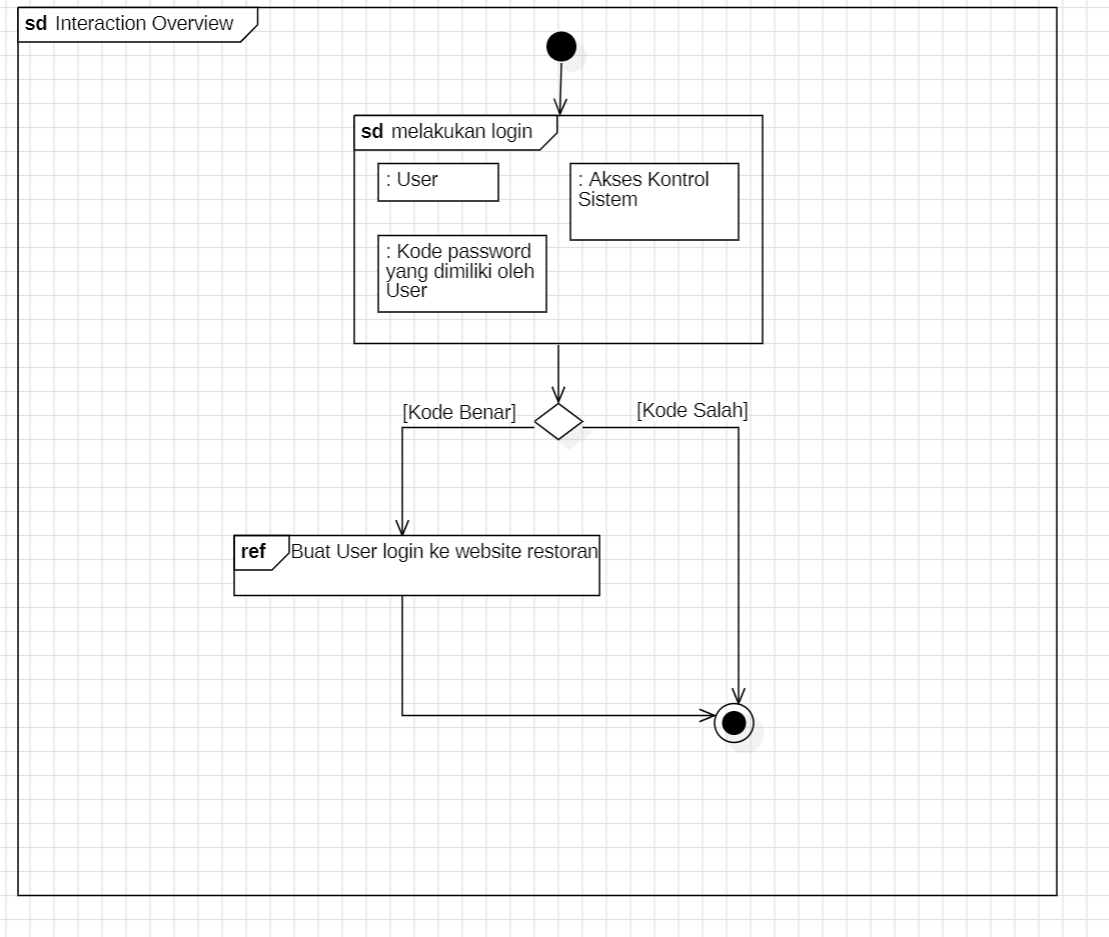 sd Interaction Overview
sd melakukan login
: User
: Akses Kontrol
Sistem
: Kode password
yang dimiliki oleh
User
[Kode Benar]
[Kode Salah]
ref Buat User login ke website restoran